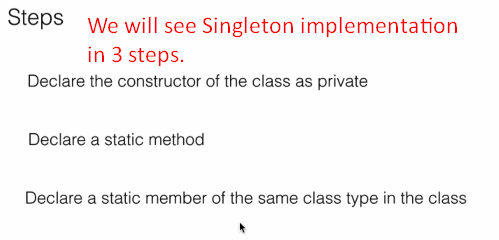 Steps
We will see Singleton implementation
in 3 steps.
Declare the constructor of the class as private
Declare a static method
Declare a static member of the same class type in the class